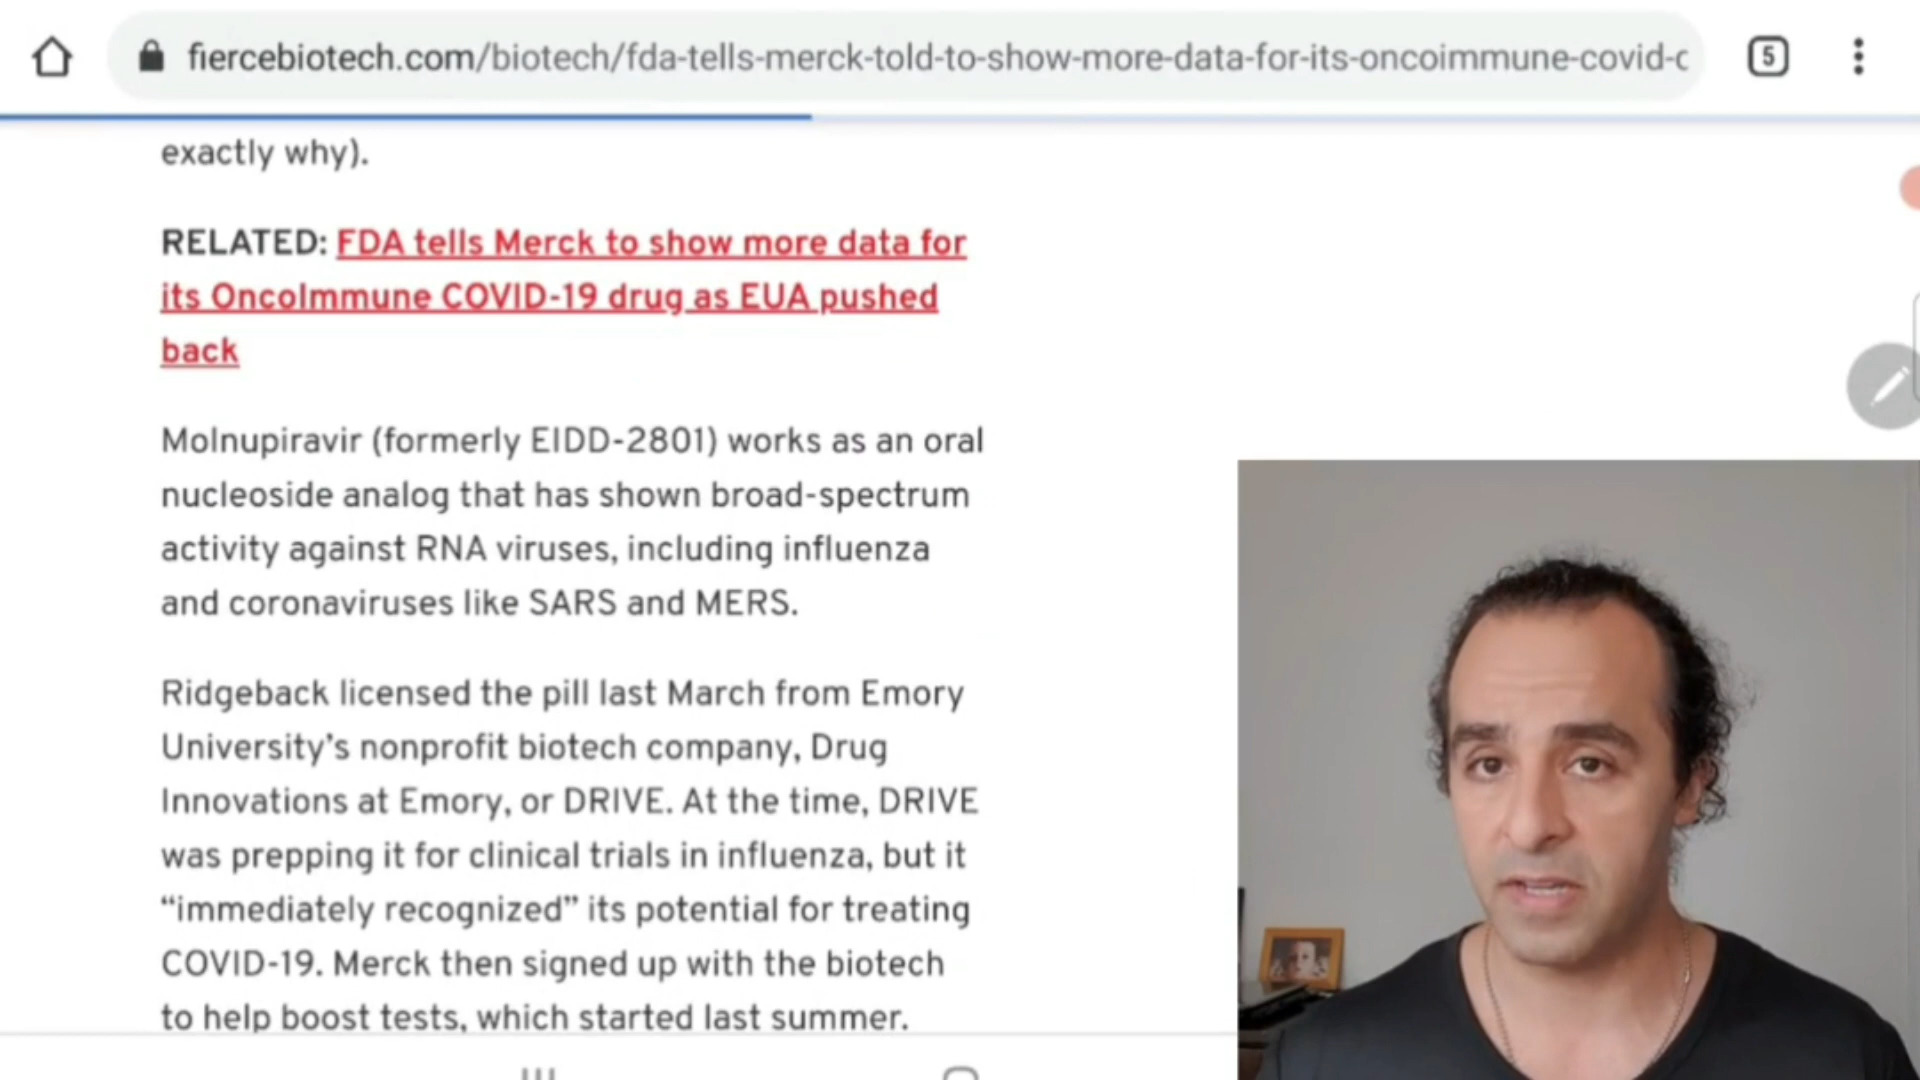 fiercebiotech.com/biotech/fda-tells-merck-told-to-show-more-data-for-its-oncoimmune-covid-c
5
exactly why).
RELATED: FDA tells Merck to show more data for
its OncoImmune COVID-19 drug as EUA pushed
back
Molnupiravir (formerly EIDD-2801) works as an oral
nucleoside analog that has shown broad-spectrum
activity against RNA viruses, including influenza
and coronaviruses like SARS and MERS.
Ridgeback licensed the pill last March from Emory
University’s nonprofit biotech company, Drug
Innovations at Emory, or DRIVE. At the time, DRIVE
was prepping it for clinical trials in influenza, but it
“immediately recognized” its potential for treating
COVID-19. Merck then signed up with the biotech
to help boost tests, which started last summer.